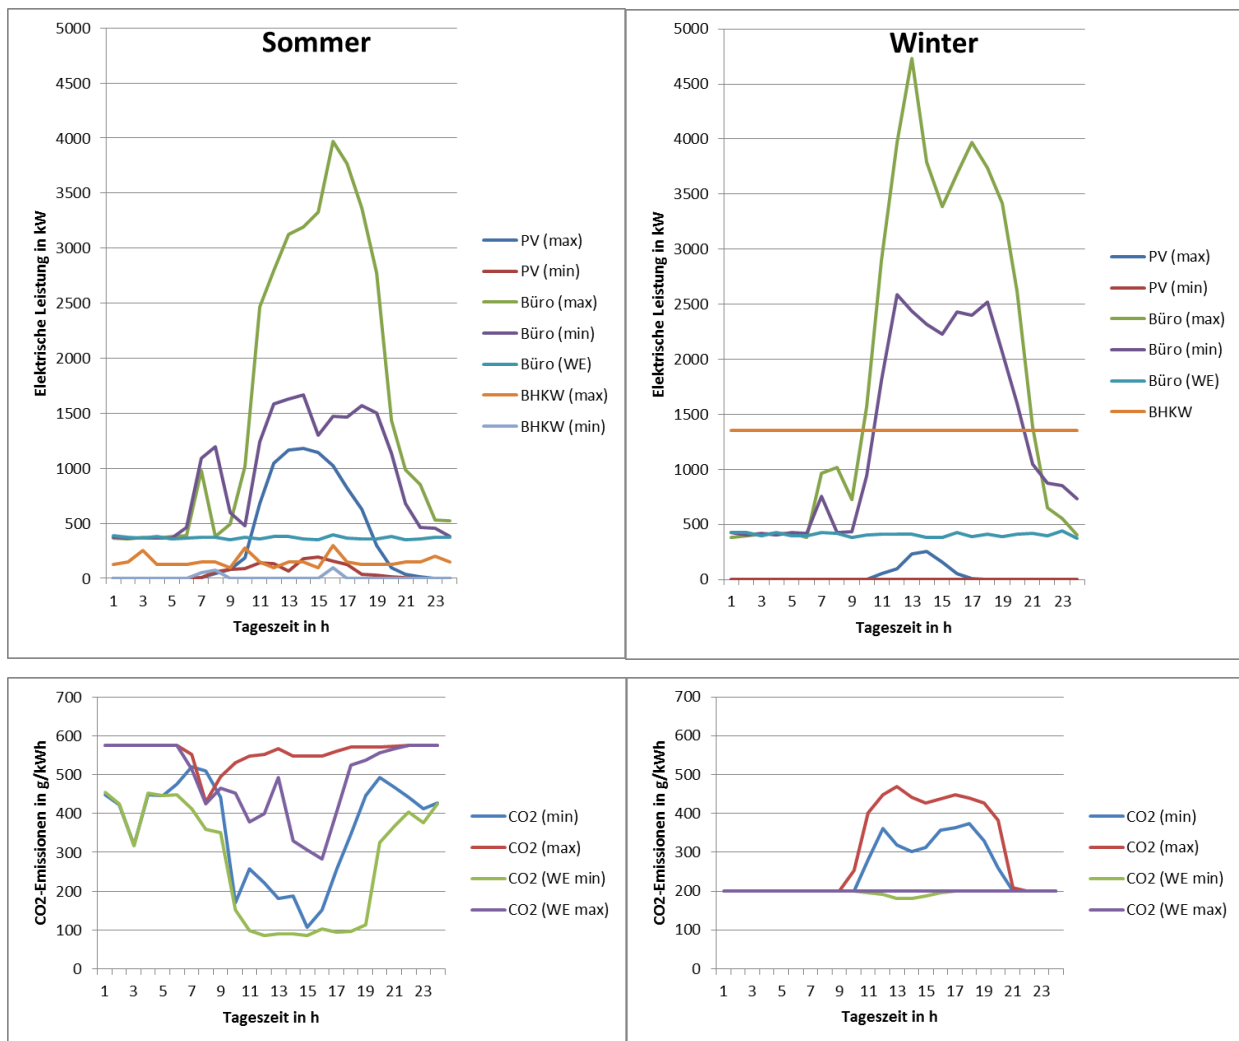 Sommer
5000
4500
4000
3500
3000
2500
2000
1500
1000
500
0
Elektrische Leistung in kW
1 3 5 7 9 11 13 15 17 19 21 23
Tageszeit in h
PV (max)
PV (min)
Büro (max)
Büro (min)
Büro (WE)
BHKW (max)
BHKW (min)
Winter
5000
4500
4000
3500
3000
2500
2000
1500
1000
500
0
Elektrische Leistung in kW
1 3 5 7 9 11 13 15 17 19 21 23
Tageszeit in h
PV (max)
PV (min)
Büro (max)
Büro (min)
Büro (WE)
BHKW
700
600
500
400
300
200
100
0
CO2-Emissionen in g/kWh
1 3 5 7 9 11 13 15 17 19 21 23
Tageszeit in h
CO2 (min)
CO2 (max)
CO2 (WE min)
CO2 (WE max)
700
600
500
400
300
200
100
0
CO2-Emissionen in g/kWh
1 3 5 7 9 11 13 15 17 19 21 23
Tageszeit in h
CO2 (min)
CO2 (max)
CO2 (WE min)
CO2 (WE max)